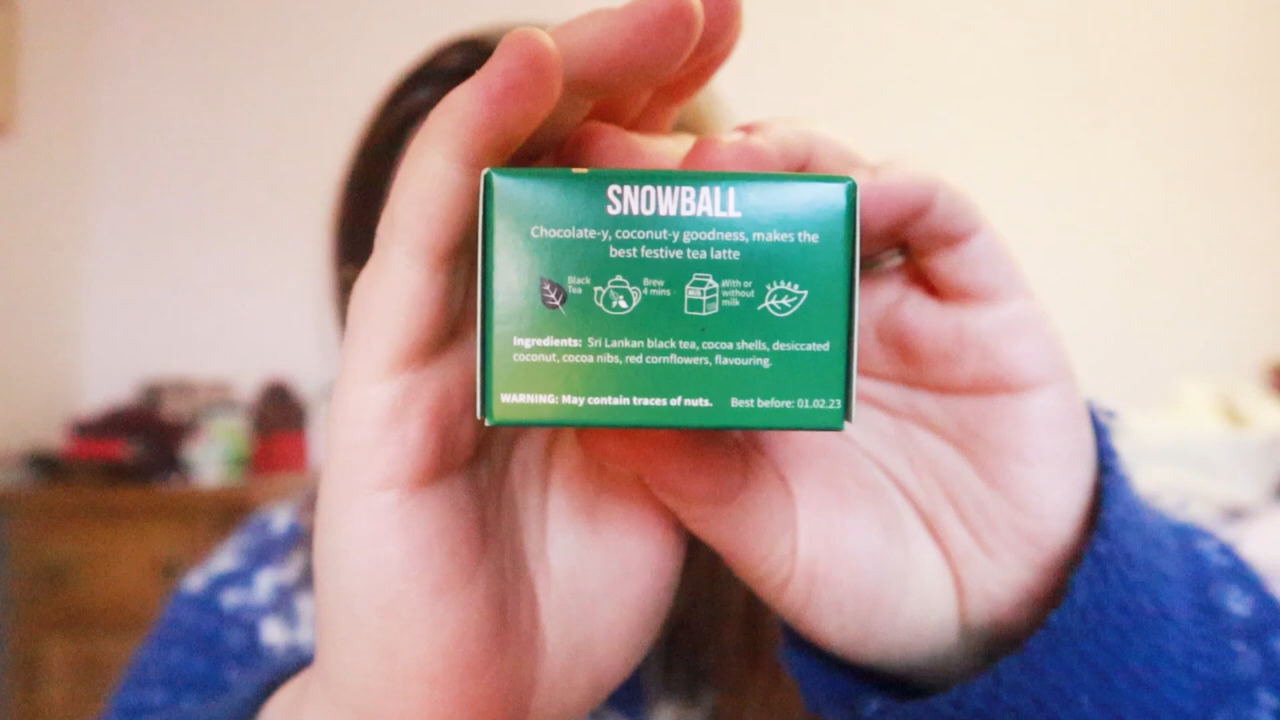 SNOWBALL
Chocolate-y, coconut-y goodness, makes the
best festive tea latte
Black
Tea
Brew
4 mins
MILK
With or
without
milk
VEGAN
Ingredients: Sri Lankan black tea, cocoa shells, desiccated
coconut, cocoa nibs, red cornflowers, flavouring.
WARNING: May contain traces of nuts. Best before: 01.02.23